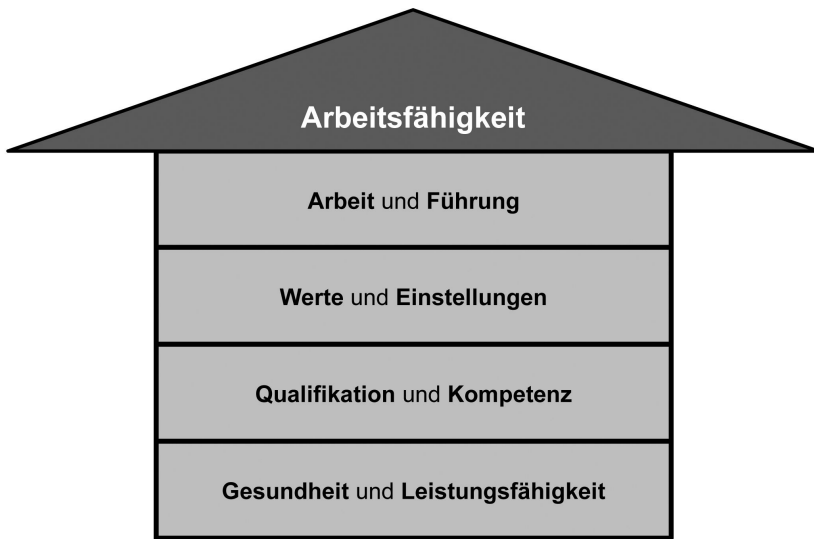 Arbeitsfähigkeit
Arbeit und Führung
Werte und Einstellungen
Qualifikation und Kompetenz
Gesundheit und Leistungsfähigkeit